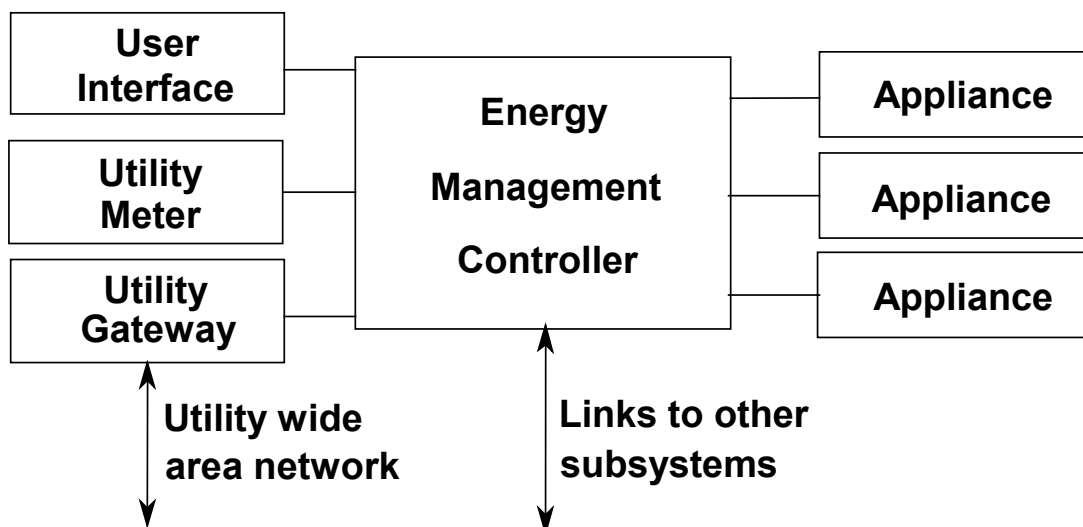 User
Interface
Utility
Meter
Utility
Gateway
Energy
Management
Controller
Appliance
Appliance
Appliance
Utility wide
area network
Links to other
subsystems